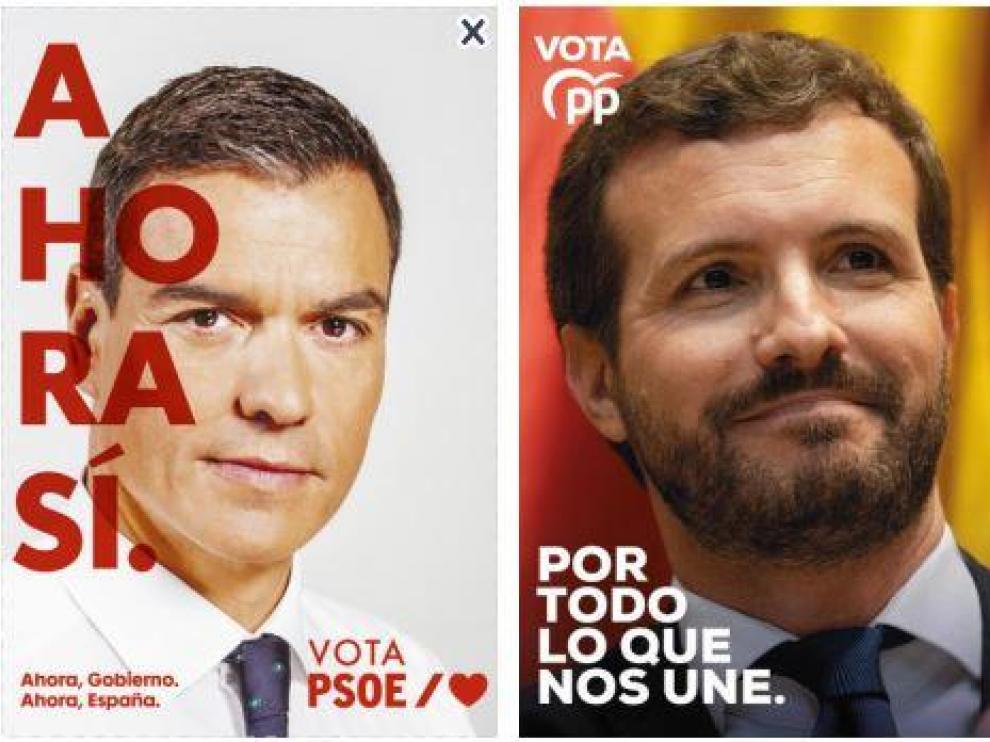 A
HO
RA
SÍ.
Ahora, Gobierno.
Ahora, España.
VOTA
PSOE /
VOTA
pp
POR
TODO
LO QUE
NOS UNE.